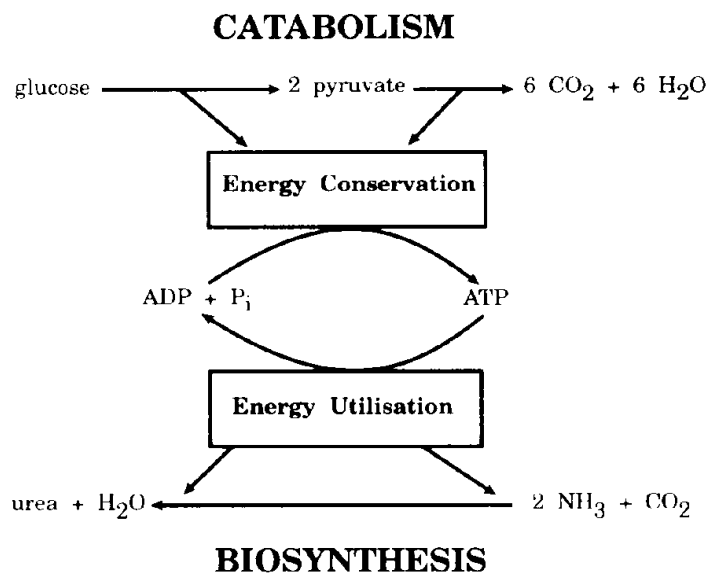 CATABOLISM
glucose 2 pyruvate 6 CO₂ + 6 H₂O
Energy Conservation
ADP + Pᵢ ATP
Energy Utilisation
urea + H₂O 2 NH₃ + CO₂
BIOSYNTHESIS